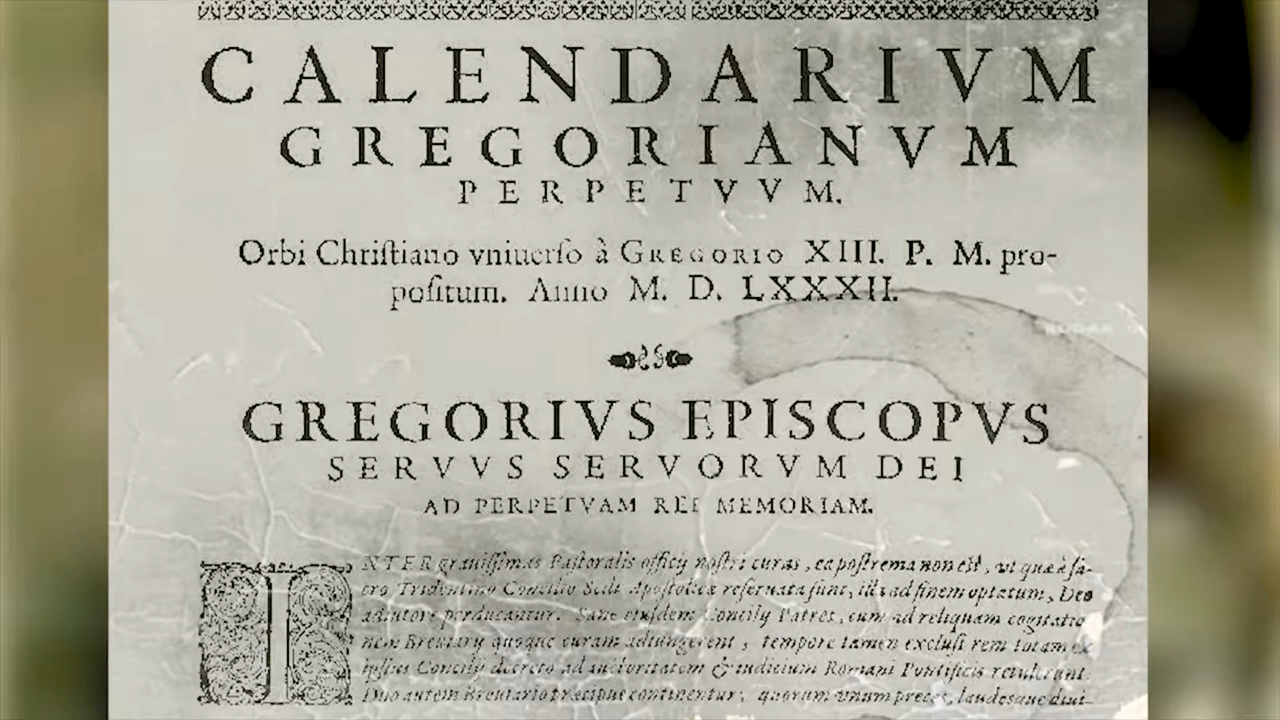 CALENDARIVM
GREGORIANVM
PERPETVVM.
Orbi Chriſtiano vniuerſo à GREGORIO XIII. P. M. pro-
poſitum. Anno M. D. LXXXII.
GREGORIVS EPISCOPVS
SERVVS SERVORVM DEI
AD PERPETVAM REI MEMORIAM.
INTER grauiſſimas Paſtoralis officij noſtri curas, ea poſtrema non eſt, vt quæ à ſa-
cro Tridentino Concilio Sedi Apoſtolicæ reſeruata ſunt, illa ad finem optatum, Deo
adiutore perducantur. Sane eiuſdem Concilij Patres, cum ad reliquam cogitatio
nem Breuiarij quoque curam adiungerent, tempore tamen excluſi rem totam ex
ipſius Concilij decreto ad auctoritatem & iudicium Romani Pontificis retulerunt.
Duo autem Breuiario præcipue continentur, quorum vnum preces, laudesque diui-